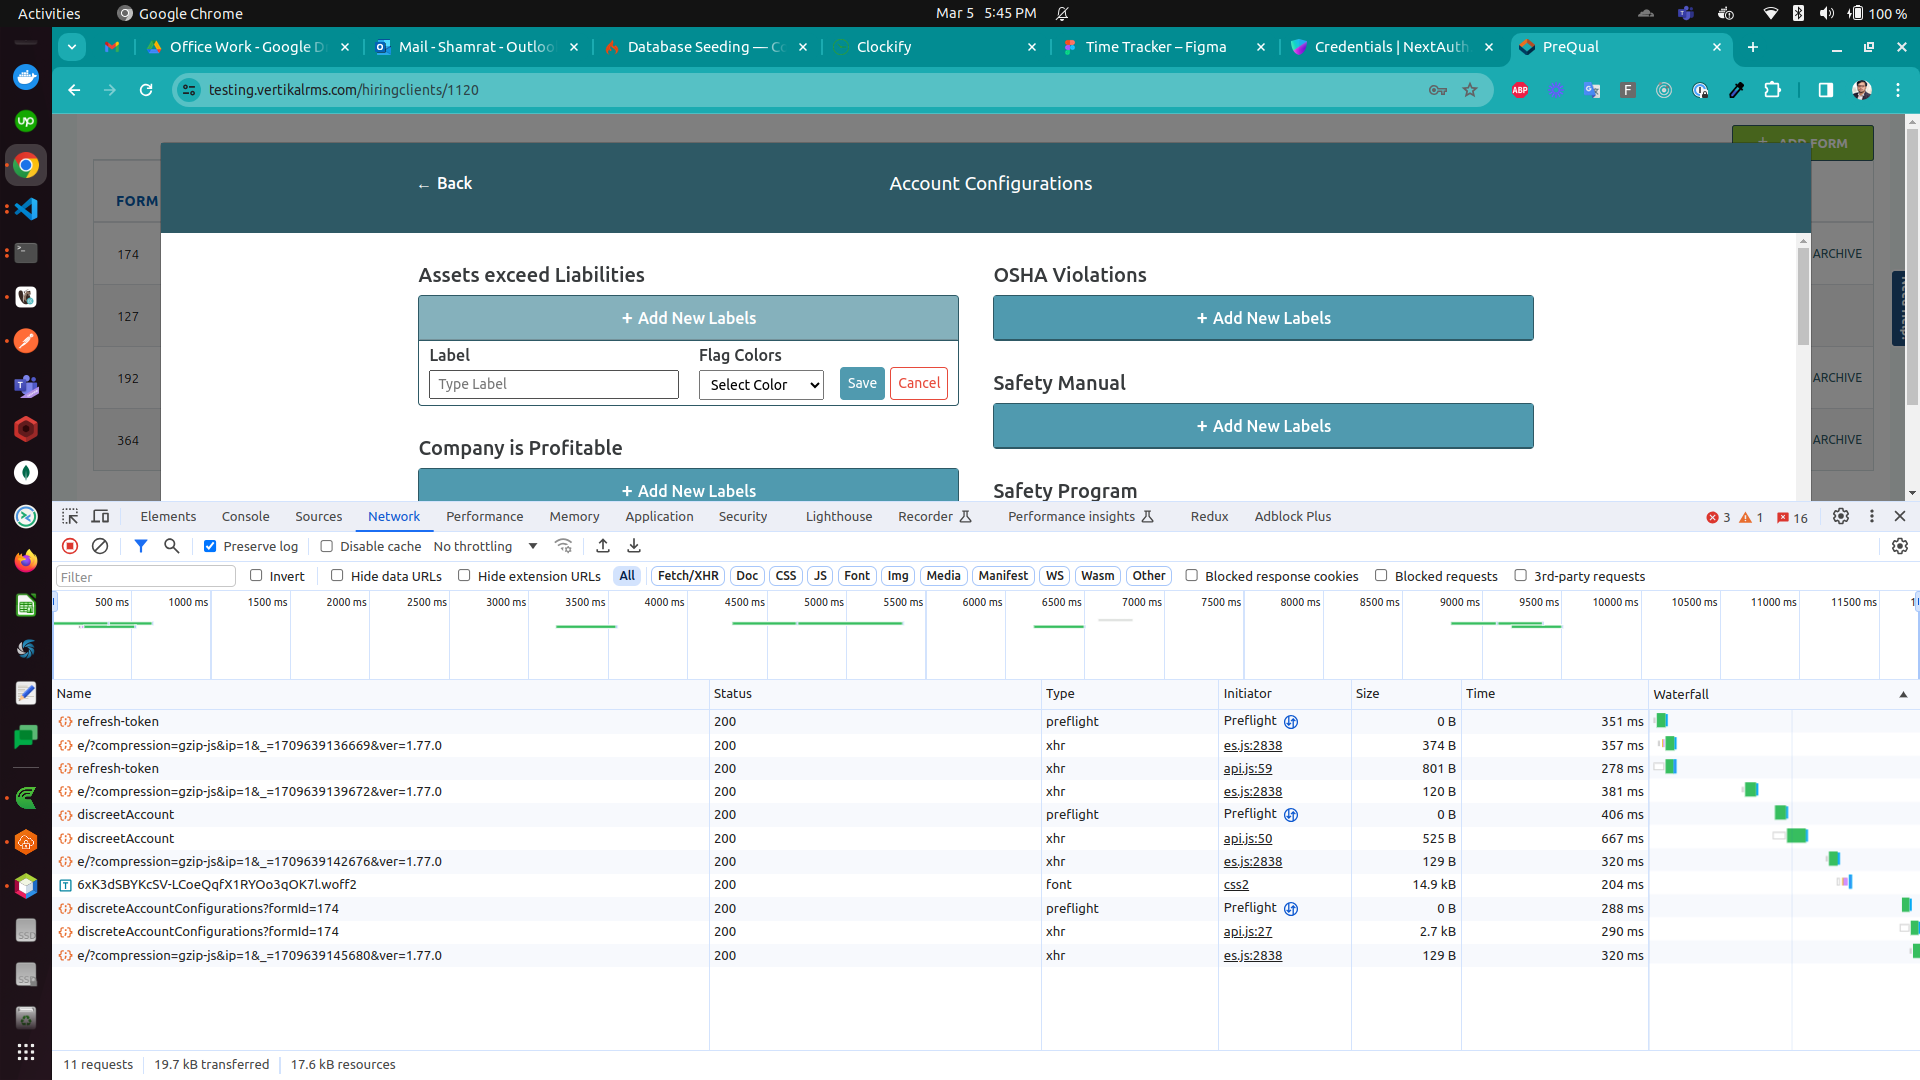 Activities
Google Chrome
Mar 5 5:45 PM
100 %
Office Work - Google D
Mail - Shamrat - Outloo
Database Seeding — Co
Clockify
Time Tracker – Figma
Credentials | NextAuth
PreQual
testing.vertikalrms.com/hiringclients/1120
ABP
F
up
+ ADD FORM
← Back
Account Configurations
FORM
174
127
192
364
ARCHIVE
ARCHIVE
ARCHIVE
Assets exceed Liabilities
+ Add New Labels
Label
Flag Colors
Type Label
Select Color
Save
Cancel
Company is Profitable
+ Add New Labels
OSHA Violations
+ Add New Labels
Safety Manual
+ Add New Labels
Safety Program
Elements Console Sources Network Performance Memory Application Security Lighthouse Recorder Performance insights Redux Adblock Plus
3 1 16
Preserve log Disable cache No throttling
Filter Invert Hide data URLs Hide extension URLs All Fetch/XHR Doc CSS JS Font Img Media Manifest WS Wasm Other Blocked response cookies Blocked requests 3rd-party requests
500 ms 1000 ms 1500 ms 2000 ms 2500 ms 3000 ms 3500 ms 4000 ms 4500 ms 5000 ms 5500 ms 6000 ms 6500 ms 7000 ms 7500 ms 8000 ms 8500 ms 9000 ms 9500 ms 10000 ms 10500 ms 11000 ms 11500 ms
Name Status Type Initiator Size Time Waterfall
refresh-token 200 preflight Preflight 0 B 351 ms
e/?compression=gzip-js&ip=1&_=1709639136669&ver=1.77.0 200 xhr es.js:2838 374 B 357 ms
refresh-token 200 xhr api.js:59 801 B 278 ms
e/?compression=gzip-js&ip=1&_=1709639139672&ver=1.77.0 200 xhr es.js:2838 120 B 381 ms
discreetAccount 200 preflight Preflight 0 B 406 ms
discreetAccount 200 xhr api.js:50 525 B 667 ms
e/?compression=gzip-js&ip=1&_=1709639142676&ver=1.77.0 200 xhr es.js:2838 129 B 320 ms
6xK3dSBYKcSV-LCoeQqfX1RYOo3qOK7l.woff2 200 font css2 14.9 kB 204 ms
discreteAccountConfigurations?formId=174 200 preflight Preflight 0 B 288 ms
discreteAccountConfigurations?formId=174 200 xhr api.js:27 2.7 kB 290 ms
e/?compression=gzip-js&ip=1&_=1709639145680&ver=1.77.0 200 xhr es.js:2838 129 B 320 ms
11 requests 19.7 kB transferred 17.6 kB resources